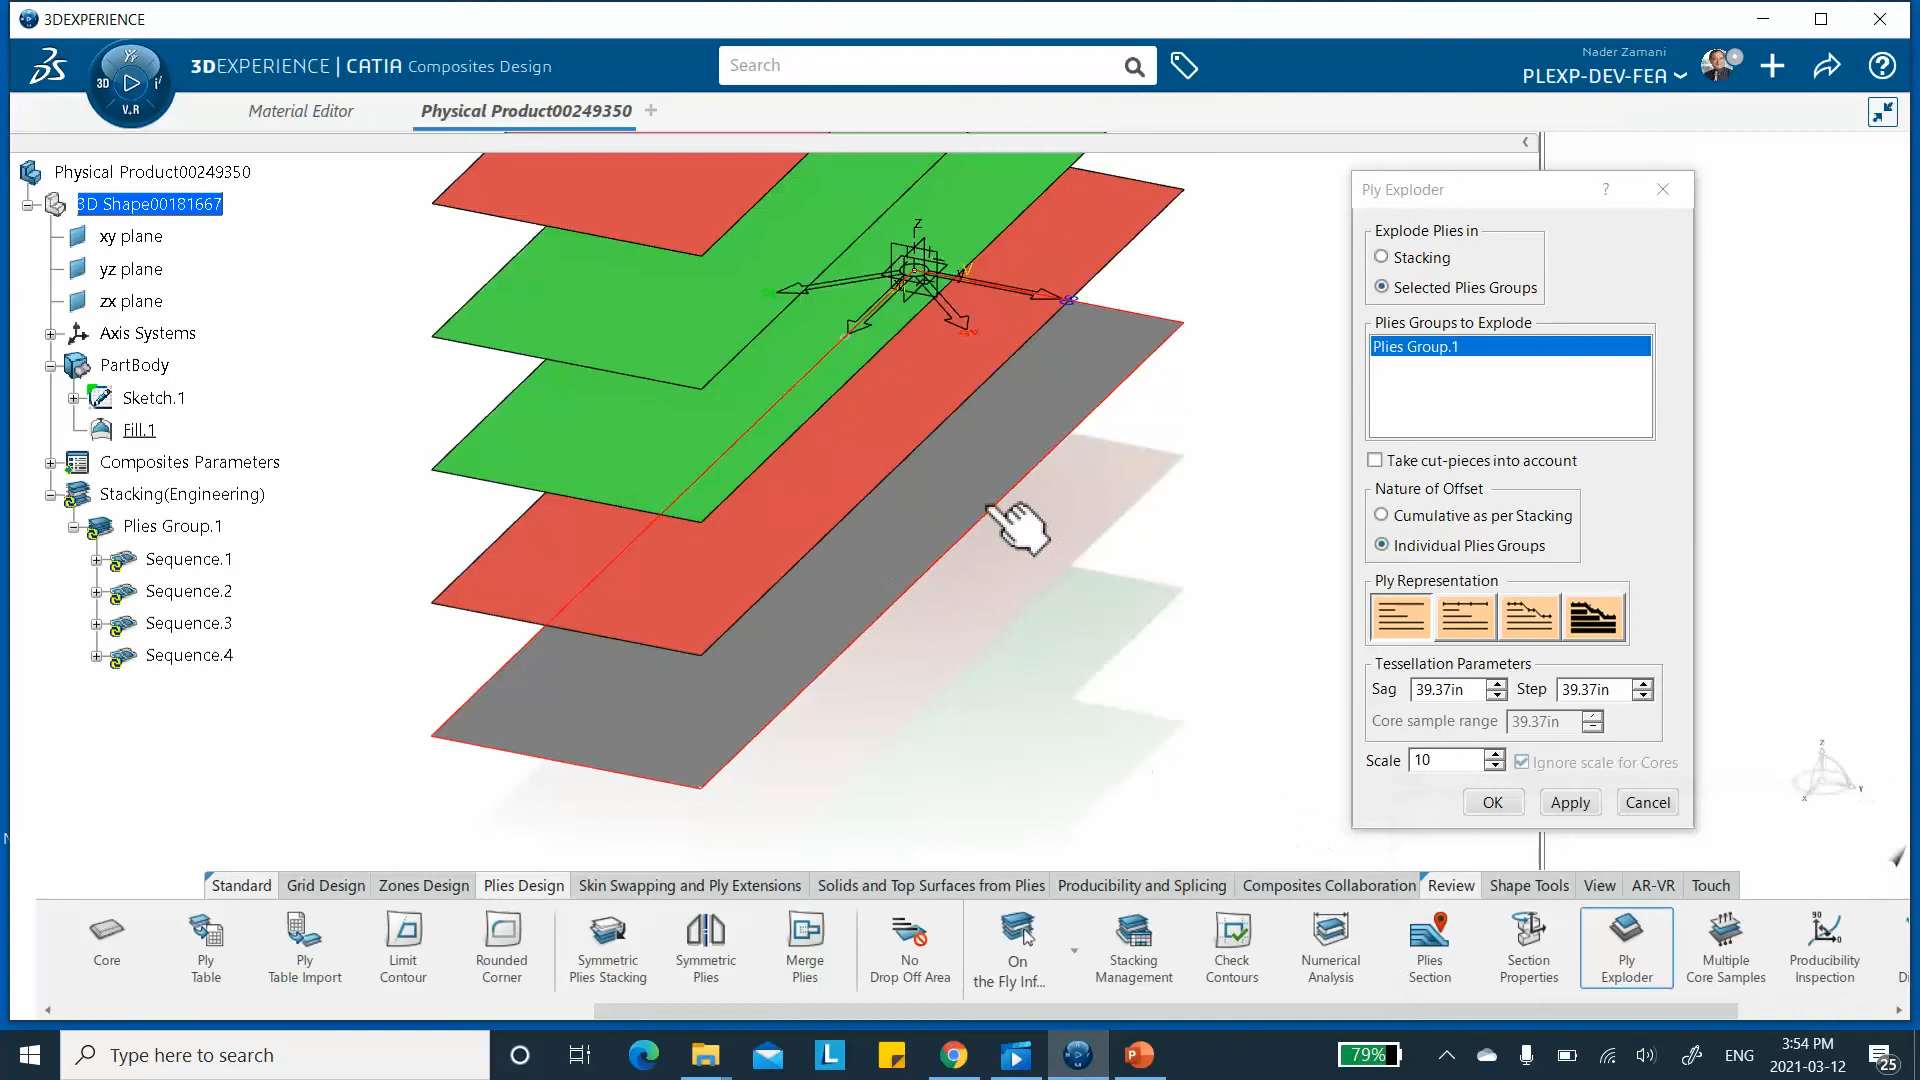 3DEXPERIENCE
3DEXPERIENCE | CATIA Composites Design
Search
Nader Zamani
PLEXP-DEV-FEA
3D
V.R
Material Editor
Physical Product00249350
Physical Product00249350
3D Shape00181667
xy plane
yz plane
zx plane
Axis Systems
PartBody
Sketch.1
Fill.1
Composites Parameters
Stacking(Engineering)
Plies Group.1
Sequence.1
Sequence.2
Sequence.3
Sequence.4
z
y
Ply Exploder
?
Explode Plies in
Stacking
Selected Plies Groups
Plies Groups to Explode
Plies Group.1
Take cut-pieces into account
Nature of Offset
Cumulative as per Stacking
Individual Plies Groups
Ply Representation
Tessellation Parameters
Sag 39.37in Step 39.37in
Core sample range 39.37in
Scale 10 Ignore scale for Cores
OK Apply Cancel
z
x
y
Standard Grid Design Zones Design Plies Design Skin Swapping and Ply Explosions Solids and Top Surfaces from Plies Producibility and Splicing Composites Collaboration Review Shape Tools View AR-VR Touch
Core
Ply Table
Ply Table Import
Limit Contour
Rounded Corner
Symmetric Plies Stacking
Symmetric Plies
Merge Plies
No Drop Off Area
On the Fly Inf...
Stacking Management
Check Contours
Numerical Analysis
Plies Section
Section Properties
Ply Exploder
Multiple Core Samples
Producibility Inspection
Type here to search
79%
ENG
3:54 PM
2021-03-12
25